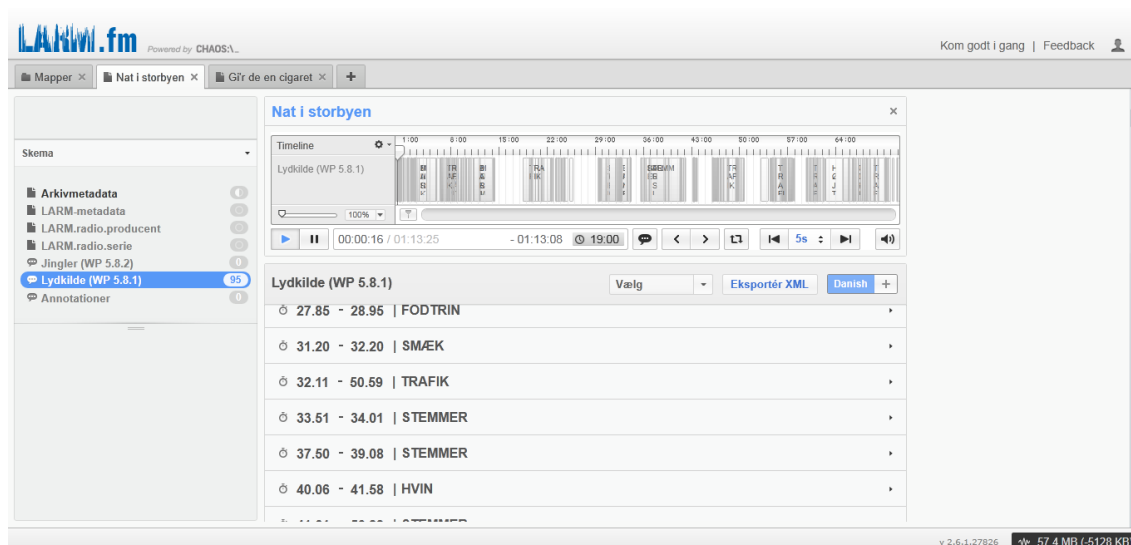 LARM.fm Powered by CHAOS:\_
Kom godt i gang | Feedback
Mapper × Nat i storbyen × Gi'r de en cigaret × +
Nat i storbyen ×
Skema
Timeline
1:00 8:00 15:00 22:00 29:00 36:00 43:00 50:00 57:00 64:00
Lydkilde (WP 5.8.1)
100%
00:00:16 / 01:13:25 - 01:13:08 19:00 5s
Arkivmetadata
LARM-metadata
LARM.radio.producent
LARM.radio.serie
Jingler (WP 5.8.2) 0
Lydkilde (WP 5.8.1) 95
Annotationer 0
Lydkilde (WP 5.8.1) Vælg Eksportér XML Danish +
27.85 - 28.95 | FODTRIN
31.20 - 32.20 | SMÆK
32.11 - 50.59 | TRAFIK
33.51 - 34.01 | STEMMER
37.50 - 39.08 | STEMMER
40.06 - 41.58 | HVIN
v 2.6.1.27826 57.4 MB (-5128 KB)